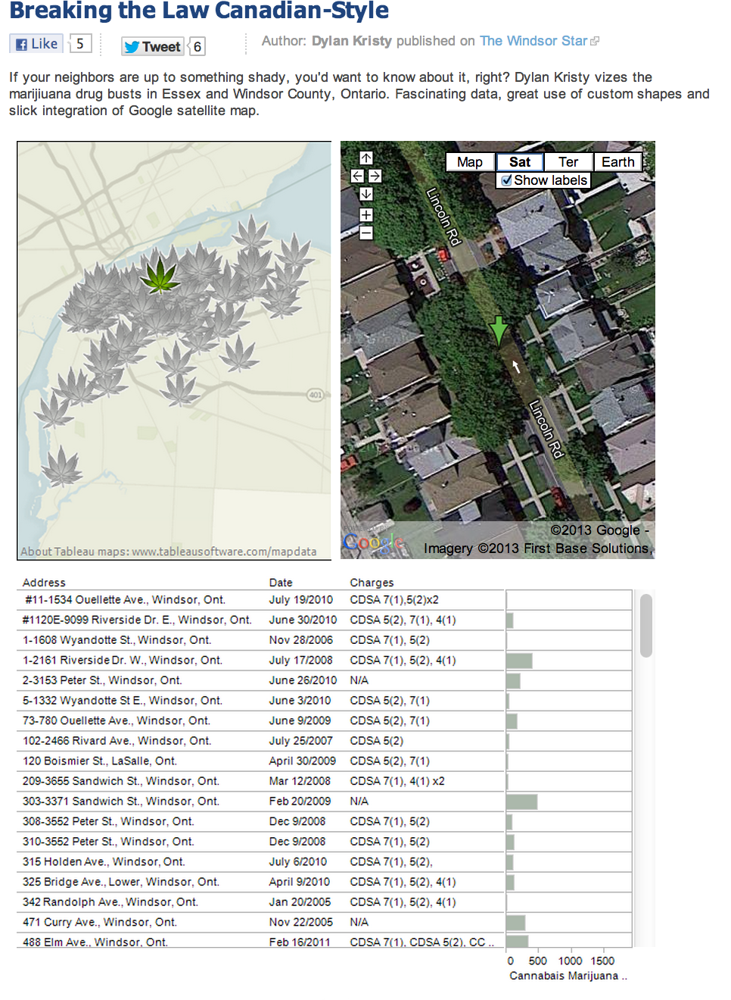 Breaking the Law Canadian-Style
Like 5 Tweet 6 Author: Dylan Kristy published on The Windsor Star
If your neighbors are up to something shady, you'd want to know about it, right? Dylan Kristy vizes the
marijiuana drug busts in Essex and Windsor County, Ontario. Fascinating data, great use of custom shapes and
slick integration of Google satellite map.
401
About Tableau maps: www.tableausoftware.com/mapdata
Map Sat Ter Earth
Show labels
Lincoln Rd
Lincoln Rd
Google
©2013 Google -
Imagery ©2013 First Base Solutions,
Address Date Charges
#11-1534 Ouellette Ave., Windsor, Ont. July 19/2010 CDSA 7(1),5(2)x2
#1120E-9099 Riverside Dr. E., Windsor, Ont. June 30/2010 CDSA 5(2), 7(1), 4(1)
1-1608 Wyandotte St., Windsor, Ont. Nov 28/2006 CDSA 7(1), 5(2)
1-2161 Riverside Dr. W., Windsor, Ont. July 17/2008 CDSA 7(1), 5(2), 4(1)
2-3153 Peter St., Windsor, Ont. June 26/2010 N/A
5-1332 Wyandotte St E., Windsor, Ont. June 3/2010 CDSA 5(2), 7(1)
73-780 Ouellette Ave., Windsor, Ont. June 9/2009 CDSA 5(2), 7(1)
102-2466 Rivard Ave., Windsor, Ont. July 25/2007 CDSA 5(2)
120 Boismier St., LaSalle, Ont. April 30/2009 CDSA 5(2), 7(1)
209-3655 Sandwich St., Windsor, Ont. Mar 12/2008 CDSA 7(1), 4(1) x2
303-3371 Sandwich St., Windsor, Ont. Feb 20/2009 N/A
308-3552 Peter St., Windsor, Ont. Dec 9/2008 CDSA 7(1), 5(2)
310-3552 Peter St., Windsor, Ont. Dec 9/2008 CDSA 7(1), 5(2)
315 Holden Ave., Windsor, Ont. July 6/2010 CDSA 7(1), 5(2),
325 Bridge Ave., Lower, Windsor, Ont. April 9/2010 CDSA 7(1), 5(2), 4(1)
342 Randolph Ave., Windsor, Ont. Jan 20/2005 CDSA 7(1), 5(2), 4(1)
471 Curry Ave., Windsor, Ont. Nov 22/2005 N/A
488 Elm Ave., Windsor, Ont. Feb 16/2011 CDSA 7(1), CDSA 5(2), CC ..
0 500 1000 1500
Cannabais Marijuana ..